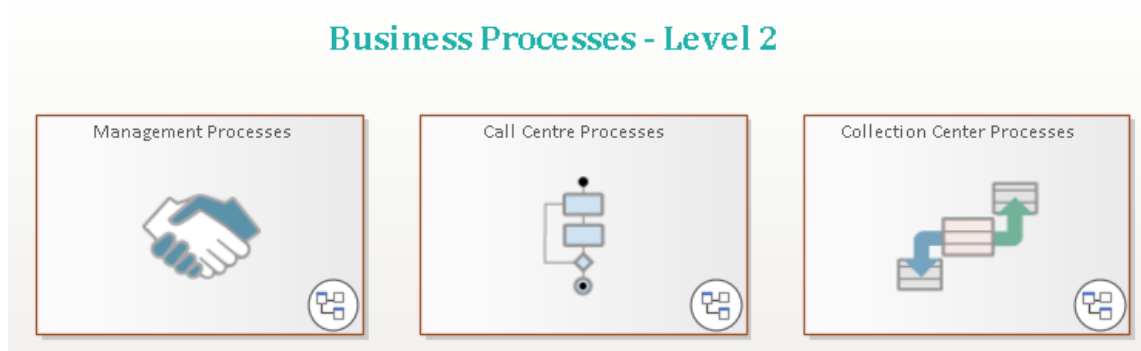 Business Processes - Level 2
Management Processes
Call Centre Processes
Collection Center Processes